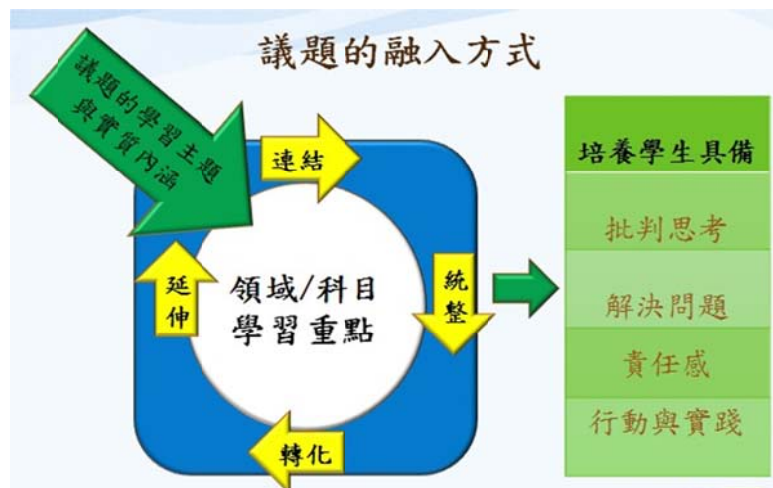 議題的融入方式
議題的學習主題
與實質內涵
連結
延伸
領域/科目
學習重點
統整
轉化
培養學生具備
批判思考
解決問題
責任感
行動與實踐